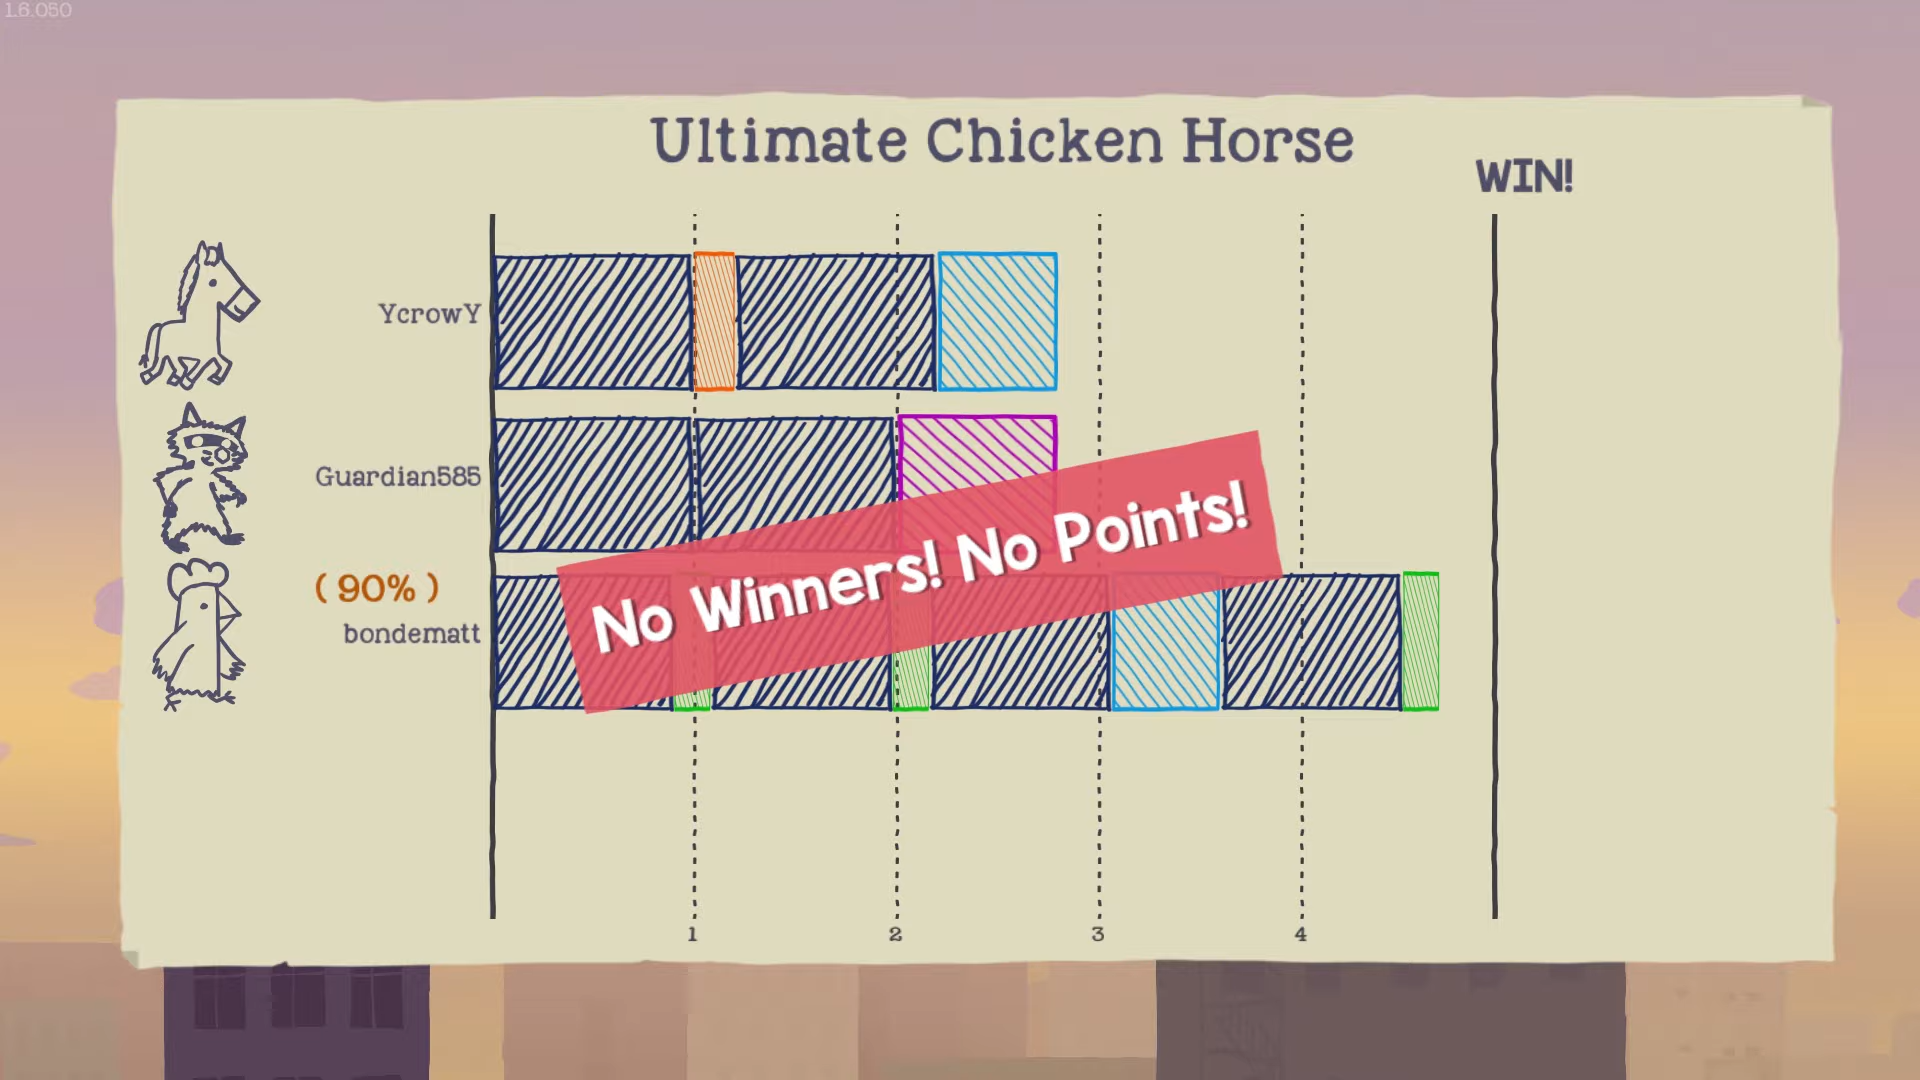 1.6.050
Ultimate Chicken Horse
WIN!
YcrowY
Guardian585
( 90% )
bondematt
No Winners! No Points!
1 2 3 4